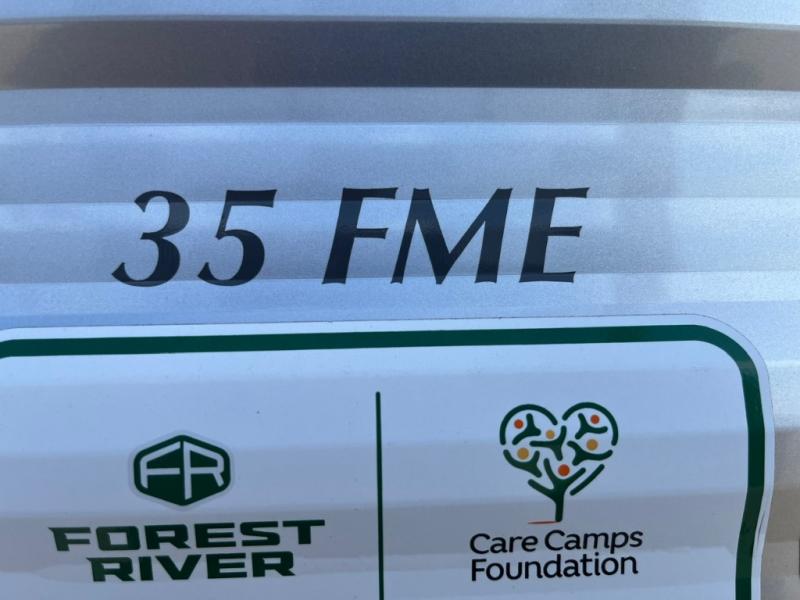 35 FME
FR
FOREST
RIVER
Care Camps
Foundation